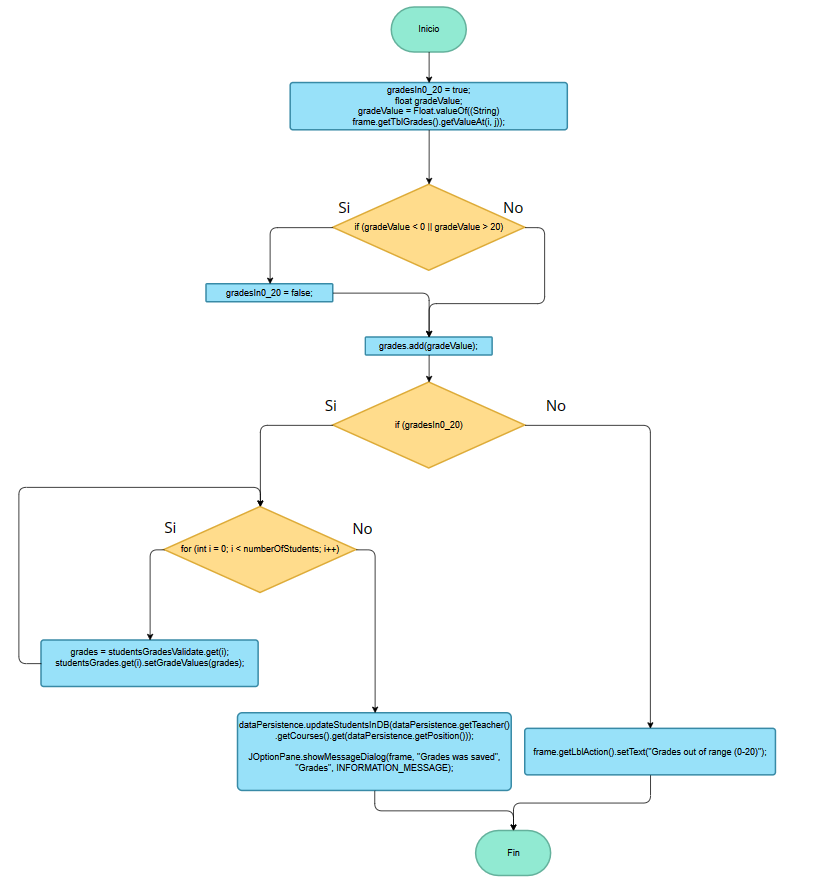 Inicio
gradesIn0_20 = true;
float gradeValue;
gradeValue = Float.valueOf((String)
frame.getTblGrades().getValueAt(i, j));
Si
No
if (gradeValue < 0 || gradeValue > 20)
gradesIn0_20 = false;
grades.add(gradeValue);
Si
No
if (gradesIn0_20)
Si
No
for (int i = 0; i < numberOfStudents; i++)
grades = studentsGradesValidate.get(i);
studentsGrades.get(i).setGradeValues(grades);
dataPersistence.updateStudentsInDB(dataPersistence.getTeacher()
.getCourses().get(dataPersistence.getPosition()));
JOptionPane.showMessageDialog(frame, "Grades was saved",
"Grades", INFORMATION_MESSAGE);
frame.getLblAction().setText("Grades out of range (0-20)");
Fin